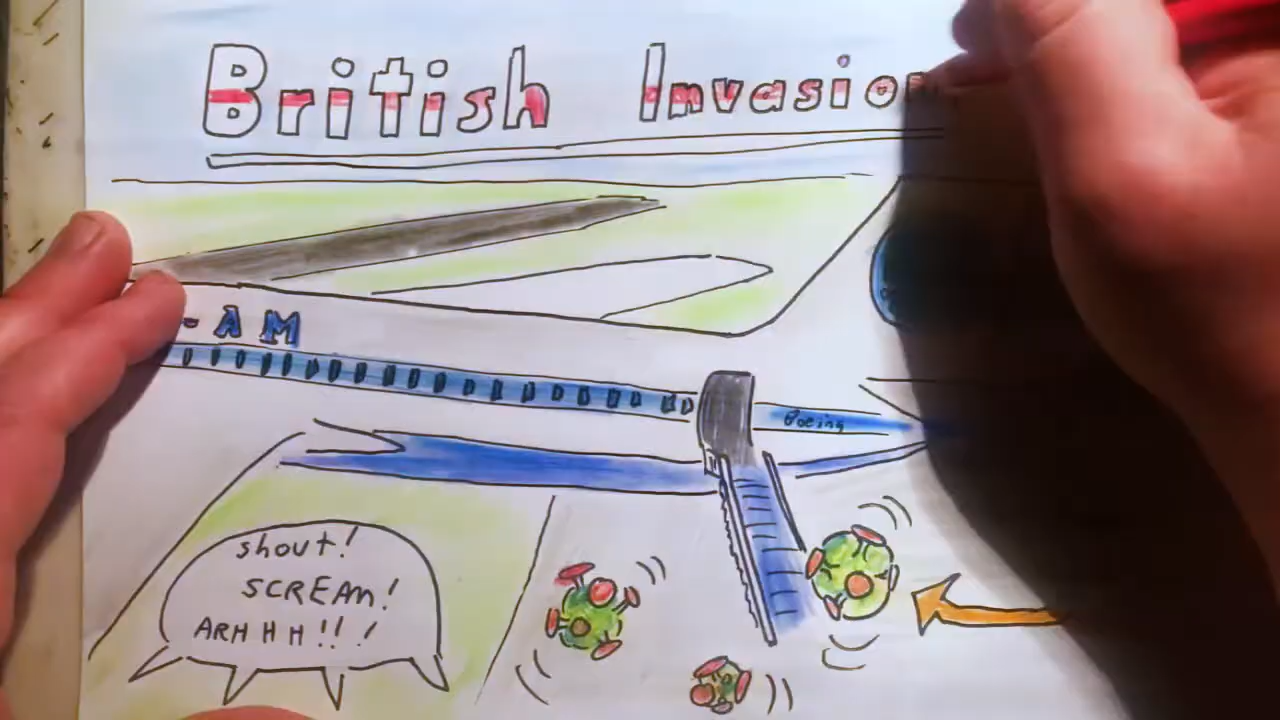 British Invasion
- AM
Boeing
shout!
SCREAM!
ARHHH!! !